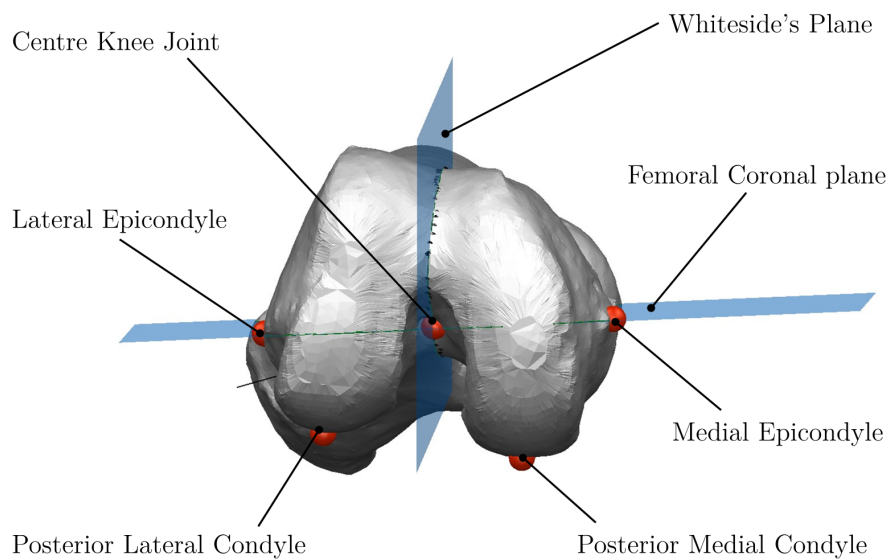 Whiteside's Plane
Centre Knee Joint
Femoral Coronal plane
Lateral Epicondyle
Medial Epicondyle
Posterior Lateral Condyle
Posterior Medial Condyle